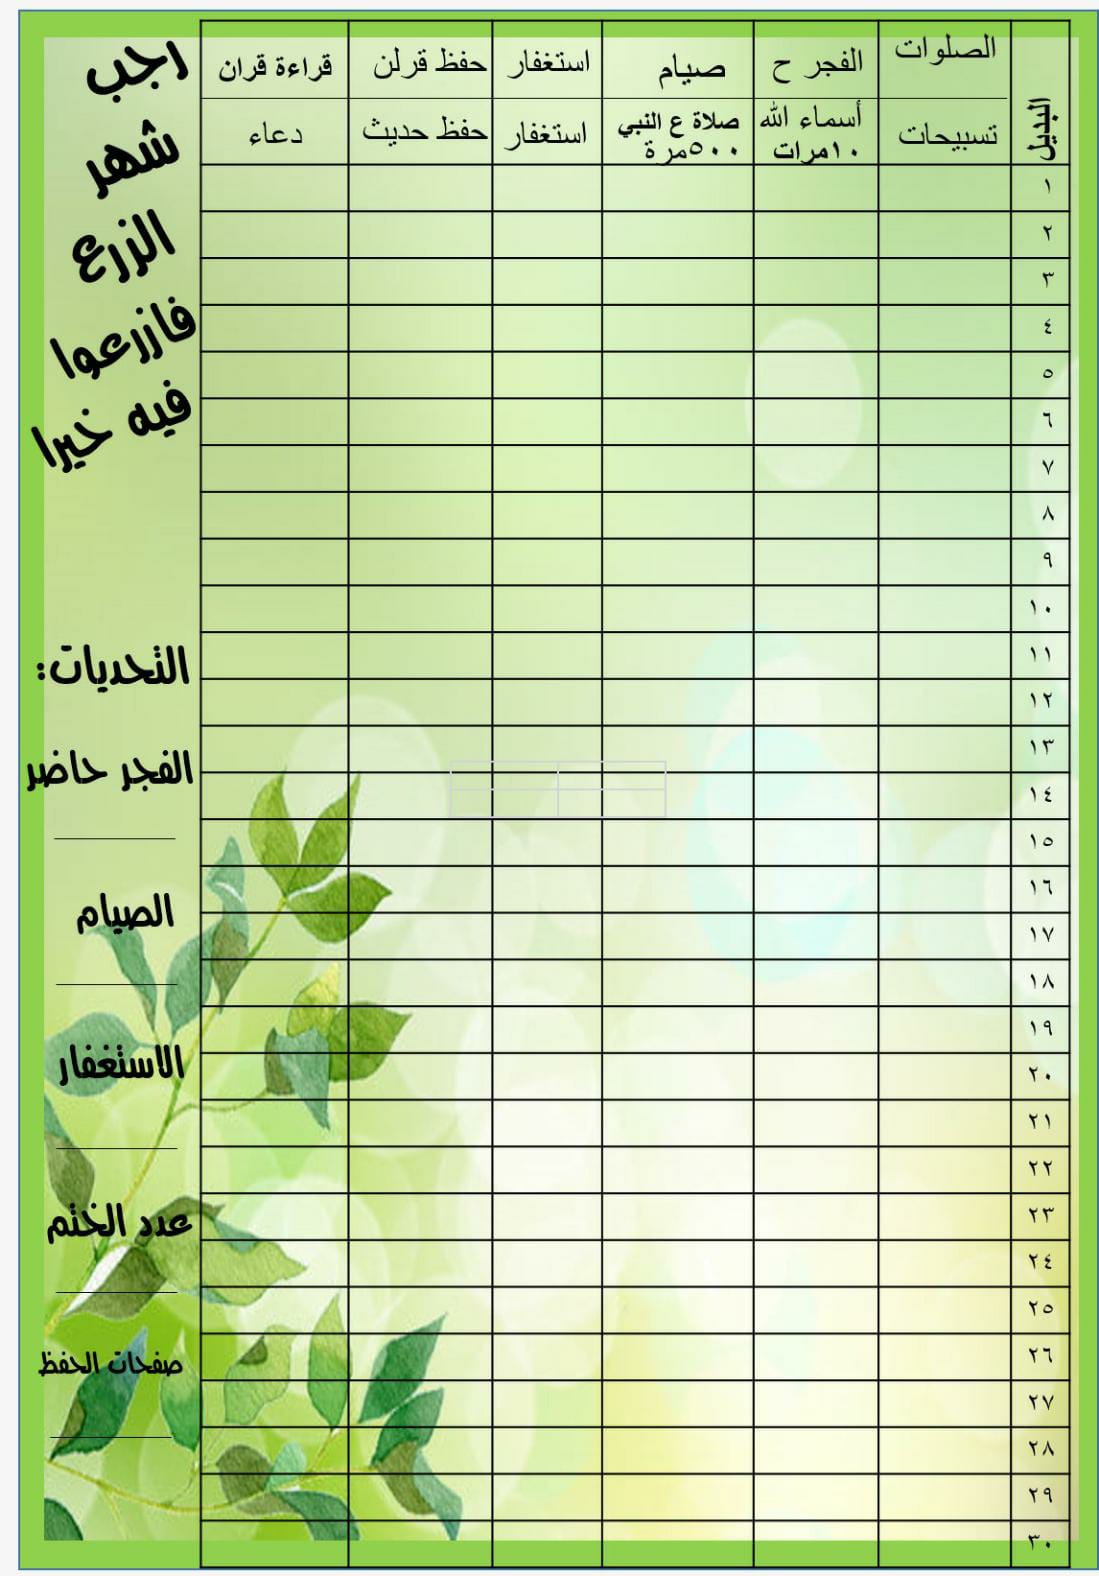 رجب
شهر
الزرع
فازرعوا
فيه خيرا
التحديات:
الفجر حاضر
الصيام
الاستغفار
عدد الختم
صفحات الحفظ
الصلوات الفجر ح صيام استغفار حفظ قرلن قراءة قران
البديل تسبيحات أسماء الله ١٠مرات صلاة ع النبي ٥٠٠مرة استغفار حفظ حديث دعاء
١
٢
٣
٤
٥
٦
٧
٨
٩
١٠
١١
١٢
١٣
١٤
١٥
١٦
١٧
١٨
١٩
٢٠
٢١
٢٢
٢٣
٢٤
٢٥
٢٦
٢٧
٢٨
٢٩
٣٠